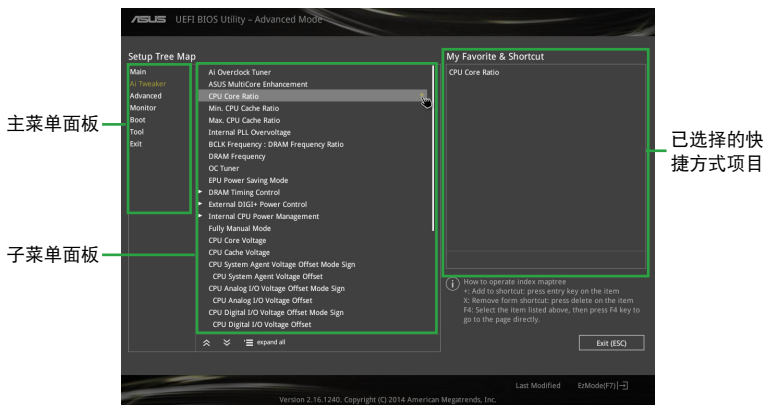 ASUS UEFI BIOS Utility – Advanced Mode
Setup Tree Map
Main
Ai Tweaker
Advanced
Monitor
Boot
Tool
Exit
Ai Overclock Tuner
ASUS MultiCore Enhancement
CPU Core Ratio
Min. CPU Cache Ratio
Max. CPU Cache Ratio
Internal PLL Overvoltage
BCLK Frequency : DRAM Frequency Ratio
DRAM Frequency
OC Tuner
EPU Power Saving Mode
DRAM Timing Control
External DIGI+ Power Control
Internal CPU Power Management
Fully Manual Mode
CPU Core Voltage
CPU Cache Voltage
CPU System Agent Voltage Offset Mode Sign
CPU System Agent Voltage Offset
CPU Analog I/O Voltage Offset Mode Sign
CPU Analog I/O Voltage Offset
CPU Digital I/O Voltage Offset Mode Sign
CPU Digital I/O Voltage Offset
expand all
My Favorite & Shortcut
CPU Core Ratio
How to operate index maptree
+: Add to shortcut: press entry key on the item
X: Remove form shortcut: press delete on the item
F4: Select the item listed above, then press F4 key to
go to the page directly.
Exit (ESC)
Last Modified EzMode(F7)
Version 2.16.1240. Copyright (C) 2014 American Megatrends, Inc.
主菜单面板
子菜单面板
已选择的快
捷方式项目